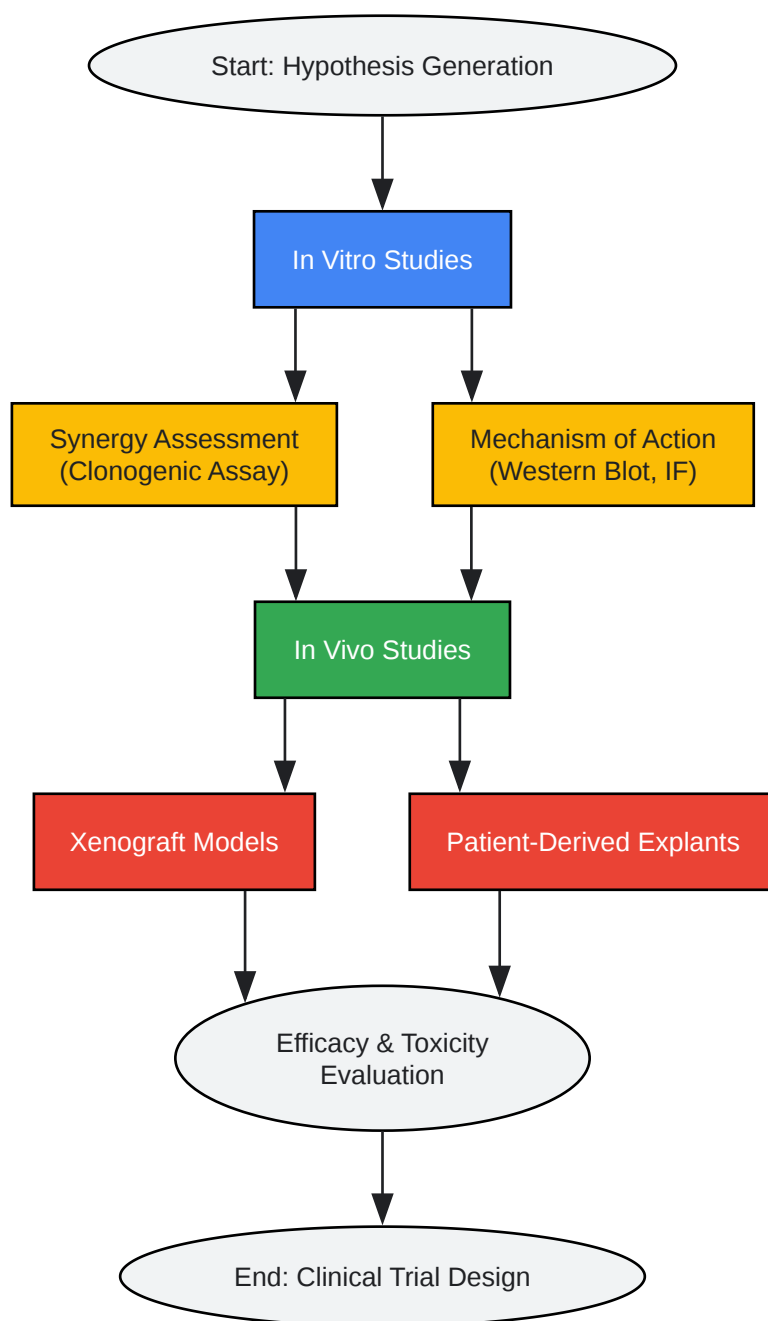 Start: Hypothesis Generation
In Vitro Studies
Synergy Assessment
(Clonogenic Assay)
Mechanism of Action
(Western Blot, IF)
In Vivo Studies
Xenograft Models
Patient-Derived Explants
Efficacy & Toxicity
Evaluation
End: Clinical Trial Design